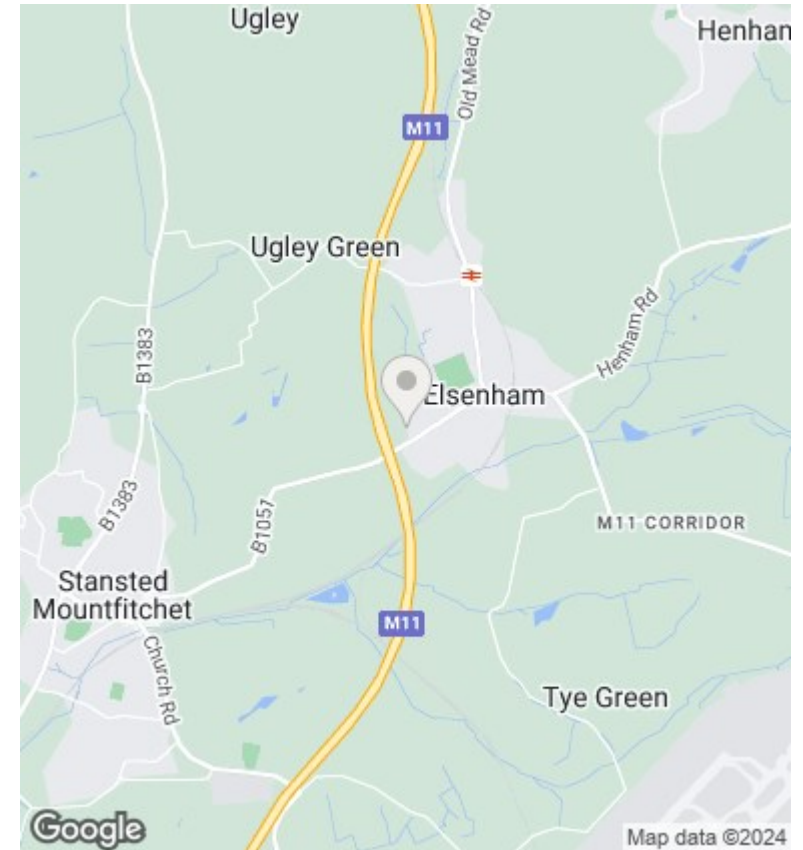 Ugley
Henhan
Old Mead Rd
M11
Ugley Green
Henham Rd
B1383
Elsenham
B1383
B1051
M11 CORRIDOR
Stansted
Mountfitchet
M11
Church Rd
Tye Green
Google
Map data ©2024